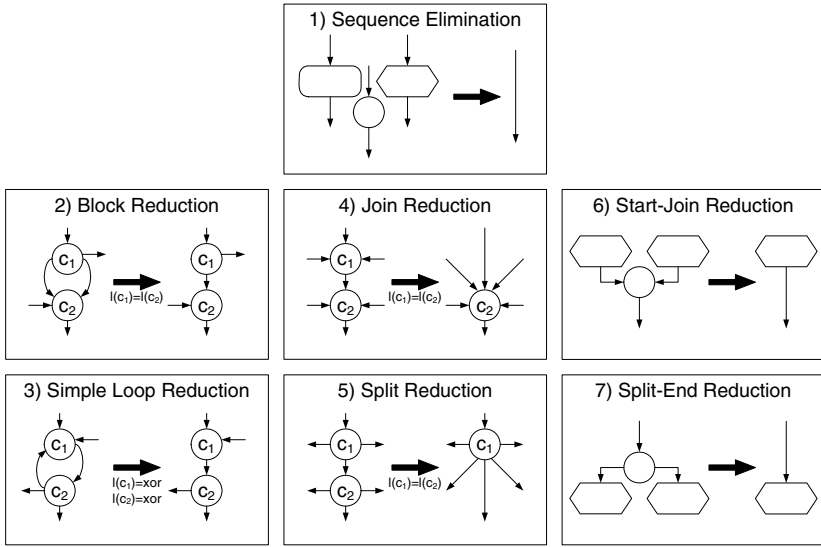 1) Sequence Elimination
2) Block Reduction
c₁
c₂
l(c₁)=l(c₂)
c₁
c₂
4) Join Reduction
c₁
c₂
l(c₁)=l(c₂)
c₂
6) Start-Join Reduction
3) Simple Loop Reduction
c₁
c₂
l(c₁)=xor
l(c₂)=xor
c₁
c₂
5) Split Reduction
c₁
c₂
l(c₁)=l(c₂)
c₁
7) Split-End Reduction